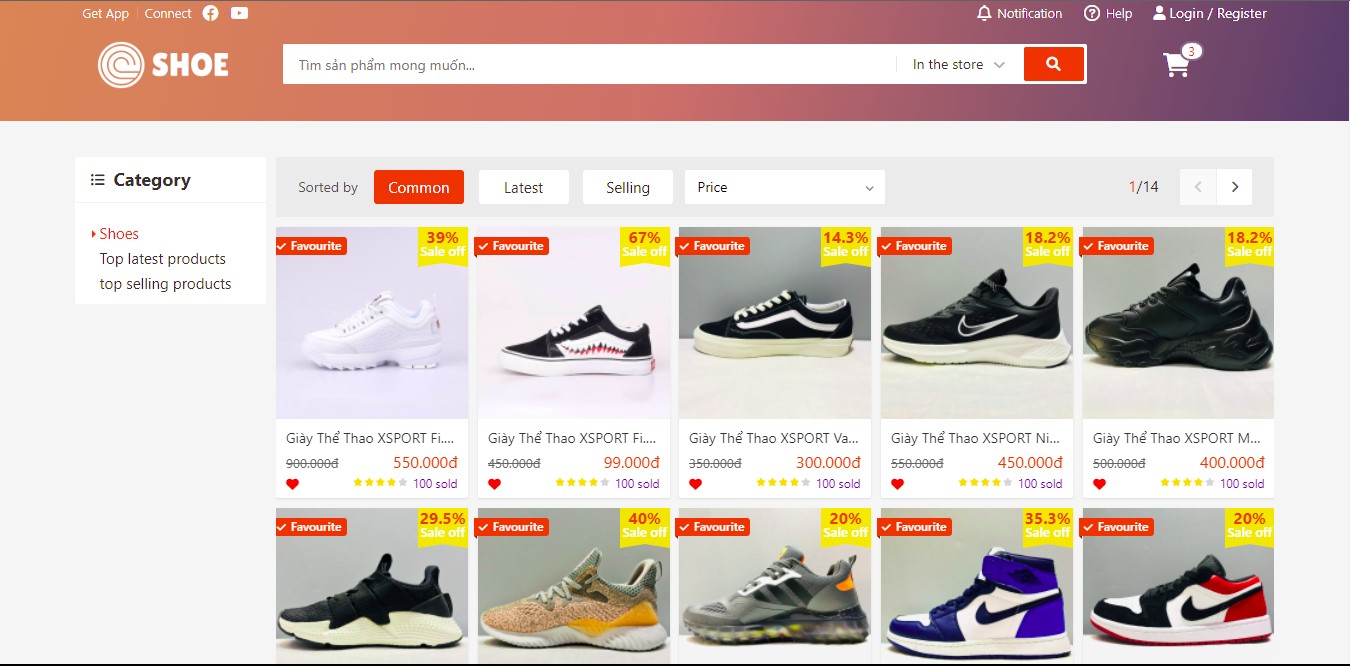 Get App Connect Notification Help Login / Register
SHOE Tìm sản phẩm mong muốn... In the store 3
Category
Shoes
Top latest products
top selling products
Sorted by Common Latest Selling Price 1/14
Favourite 39% Sale off
Giày Thể Thao XSPORT Fi....
900.000đ 550.000đ
100 sold
Favourite 67% Sale off
Giày Thể Thao XSPORT Fi....
450.000đ 99.000đ
100 sold
Favourite 14.3% Sale off
Giày Thể Thao XSPORT Va...
350.000đ 300.000đ
100 sold
Favourite 18.2% Sale off
Giày Thể Thao XSPORT Ni...
550.000đ 450.000đ
100 sold
Favourite 18.2% Sale off
Giày Thể Thao XSPORT M...
500.000đ 400.000đ
100 sold
Favourite 29.5% Sale off
Favourite 40% Sale off
Favourite 20% Sale off
Favourite 35.3% Sale off
Favourite 20% Sale off